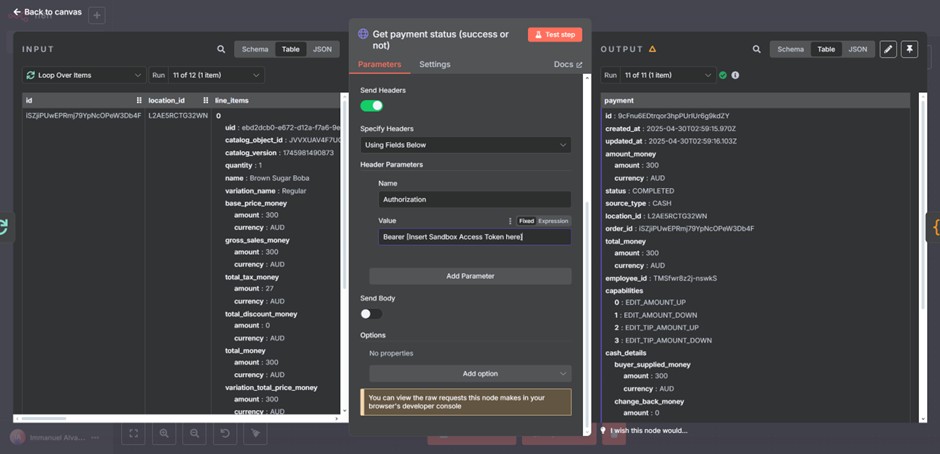 Back to canvas
INPUT
Schema
Table
JSON
Loop Over Items
Run
11 of 12 (1 item)
id
location_id
line_items
iSZjiPUwEPRmj79YpNcOPeW3Db4F
L2AE5RCTG32WN
0
uid : ebd2dcb0-e672-d12a-f7a6-9e
catalog_object_id : JVVXUAV4F7UC
catalog_version : 1745981490873
quantity : 1
name : Brown Sugar Boba
variation_name : Regular
base_price_money
amount : 300
currency : AUD
gross_sales_money
amount : 300
currency : AUD
total_tax_money
amount : 27
currency : AUD
total_discount_money
amount : 0
currency : AUD
total_money
amount : 300
currency : AUD
variation_total_price_money
amount : 300
currency : AUD
Get payment status (success or
not)
Test step
Parameters
Settings
Docs
Send Headers
Specify Headers
Using Fields Below
Header Parameters
Name
Authorization
Value
Fixed
Expression
Bearer [Insert Sandbox Access Token here]
Add Parameter
Send Body
Options
No properties
Add option
You can view the raw requests this node makes in your
browser's developer console
OUTPUT
Schema
Table
JSON
Run
11 of 11 (1 item)
payment
id : 9cFnu6EDtrqor3hpPUrlUr6g9kdZY
created_at : 2025-04-30T02:59:15.970Z
updated_at : 2025-04-30T02:59:16.103Z
amount_money
amount : 300
currency : AUD
status : COMPLETED
source_type : CASH
location_id : L2AE5RCTG32WN
order_id : iSZjiPUwEPRmj79YpNcOPeW3Db4F
total_money
amount : 300
currency : AUD
employee_id : TMSfwr8z2j-nswkS
capabilities
0 : EDIT_AMOUNT_UP
1 : EDIT_AMOUNT_DOWN
2 : EDIT_TIP_AMOUNT_UP
3 : EDIT_TIP_AMOUNT_DOWN
cash_details
buyer_supplied_money
amount : 300
currency : AUD
change_back_money
amount : 0
I wish this node would...
Immanuel Alva...